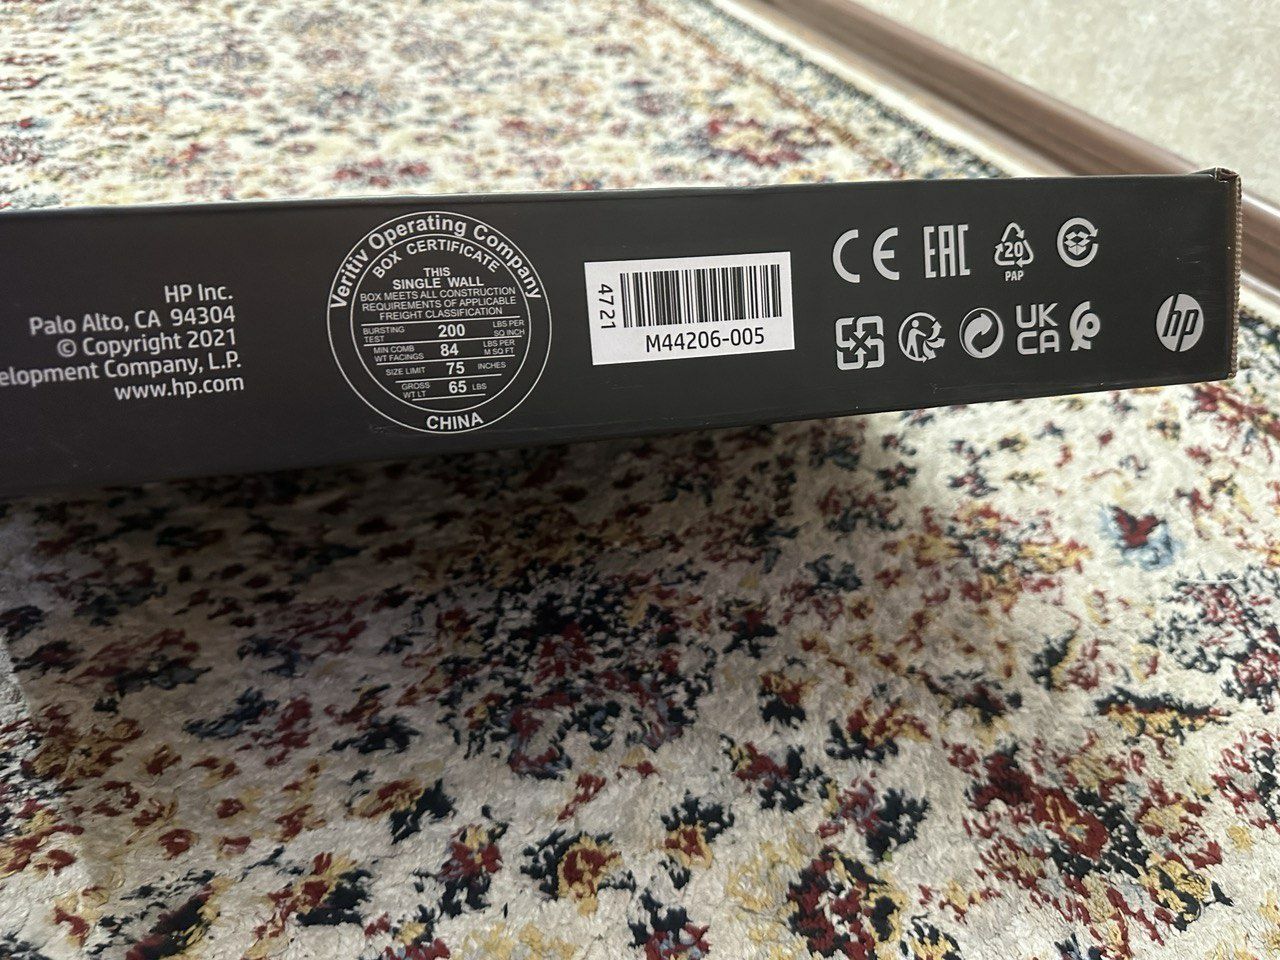 HP Inc.
Palo Alto, CA 94304
© Copyright 2021
elopment Company, L.P.
www.hp.com
Veritiv Operating Company
BOX CERTIFICATE
THIS
SINGLE WALL
BOX MEETS ALL CONSTRUCTION
REQUIREMENTS OF APPLICABLE
FREIGHT CLASSIFICATION
BURSTING TEST 200 LBS PER SQ INCH
MIN COMB WT FACINGS 84 LBS PER M SQ FT
SIZE LIMIT 75 INCHES
GROSS WT LT 65 LBS
CHINA
4721
M44206-005
CE EAC 20
PAP
UK
CA
hp